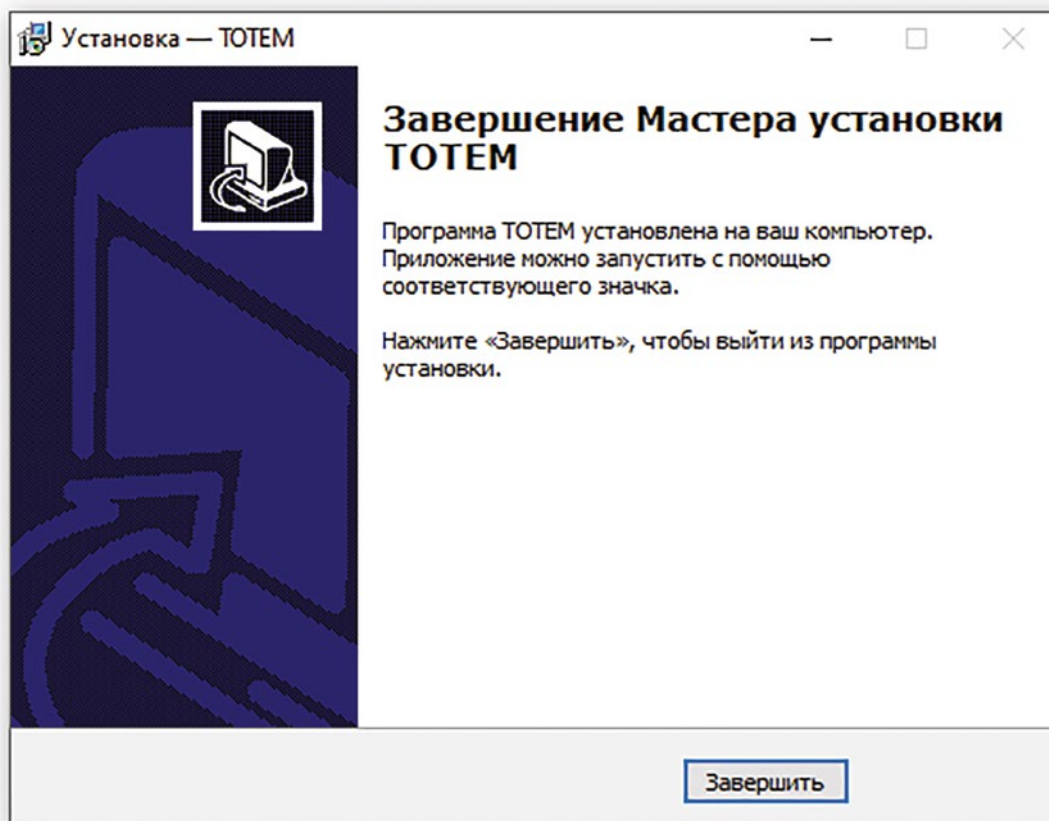 Установка — TOTEM
Завершение Мастера установки
TOTEM
Программа TOTEM установлена на ваш компьютер.
Приложение можно запустить с помощью
соответствующего значка.
Нажмите «Завершить», чтобы выйти из программы
установки.
Завершить